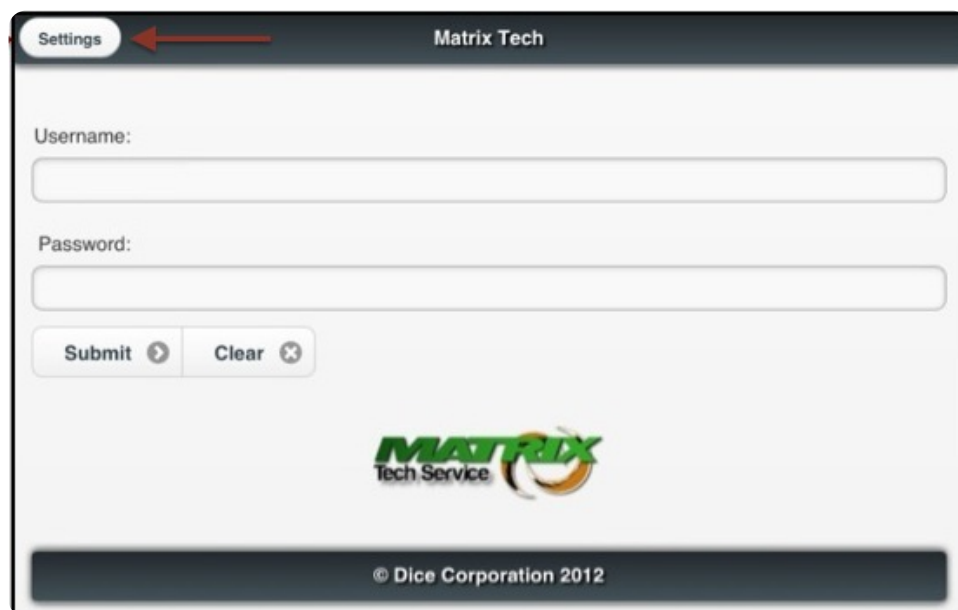 Settings Matrix Tech
Username:
Password:
Submit Clear
MATRIX
Tech Service
© Dice Corporation 2012